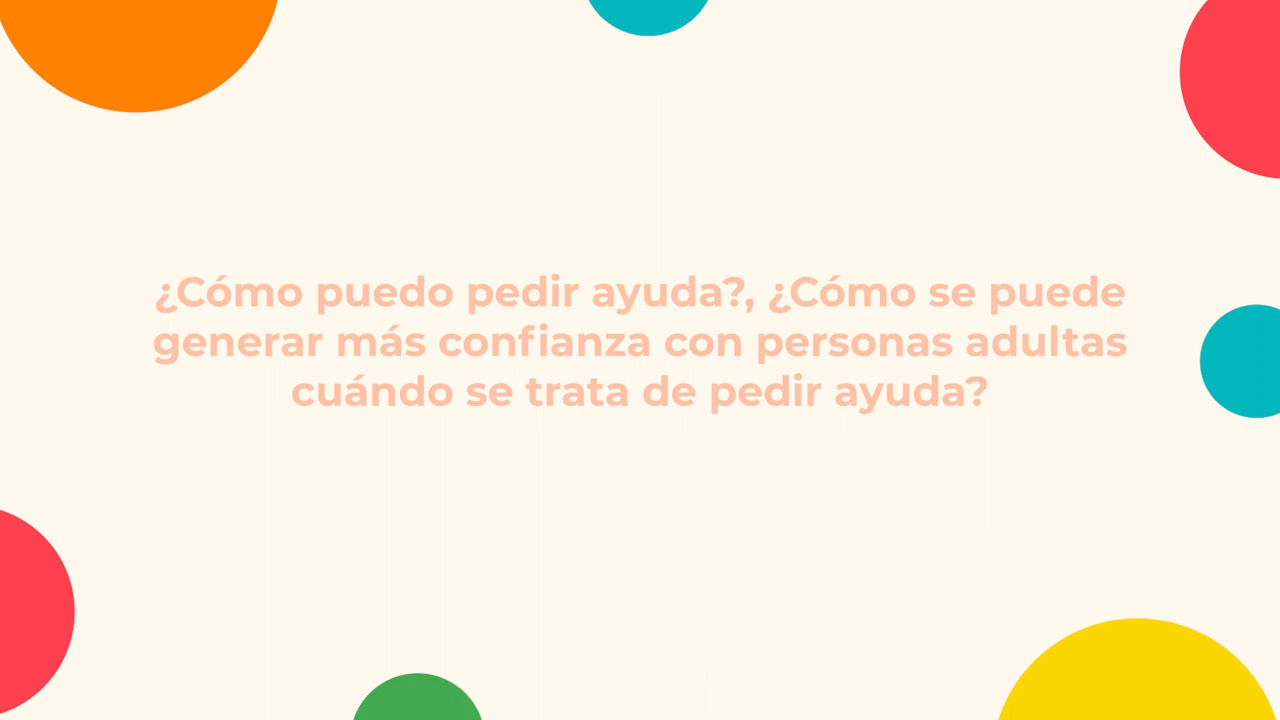 ¿Cómo puedo pedir ayuda?, ¿Cómo se puede
generar más confianza con personas adultas
cuándo se trata de pedir ayuda?